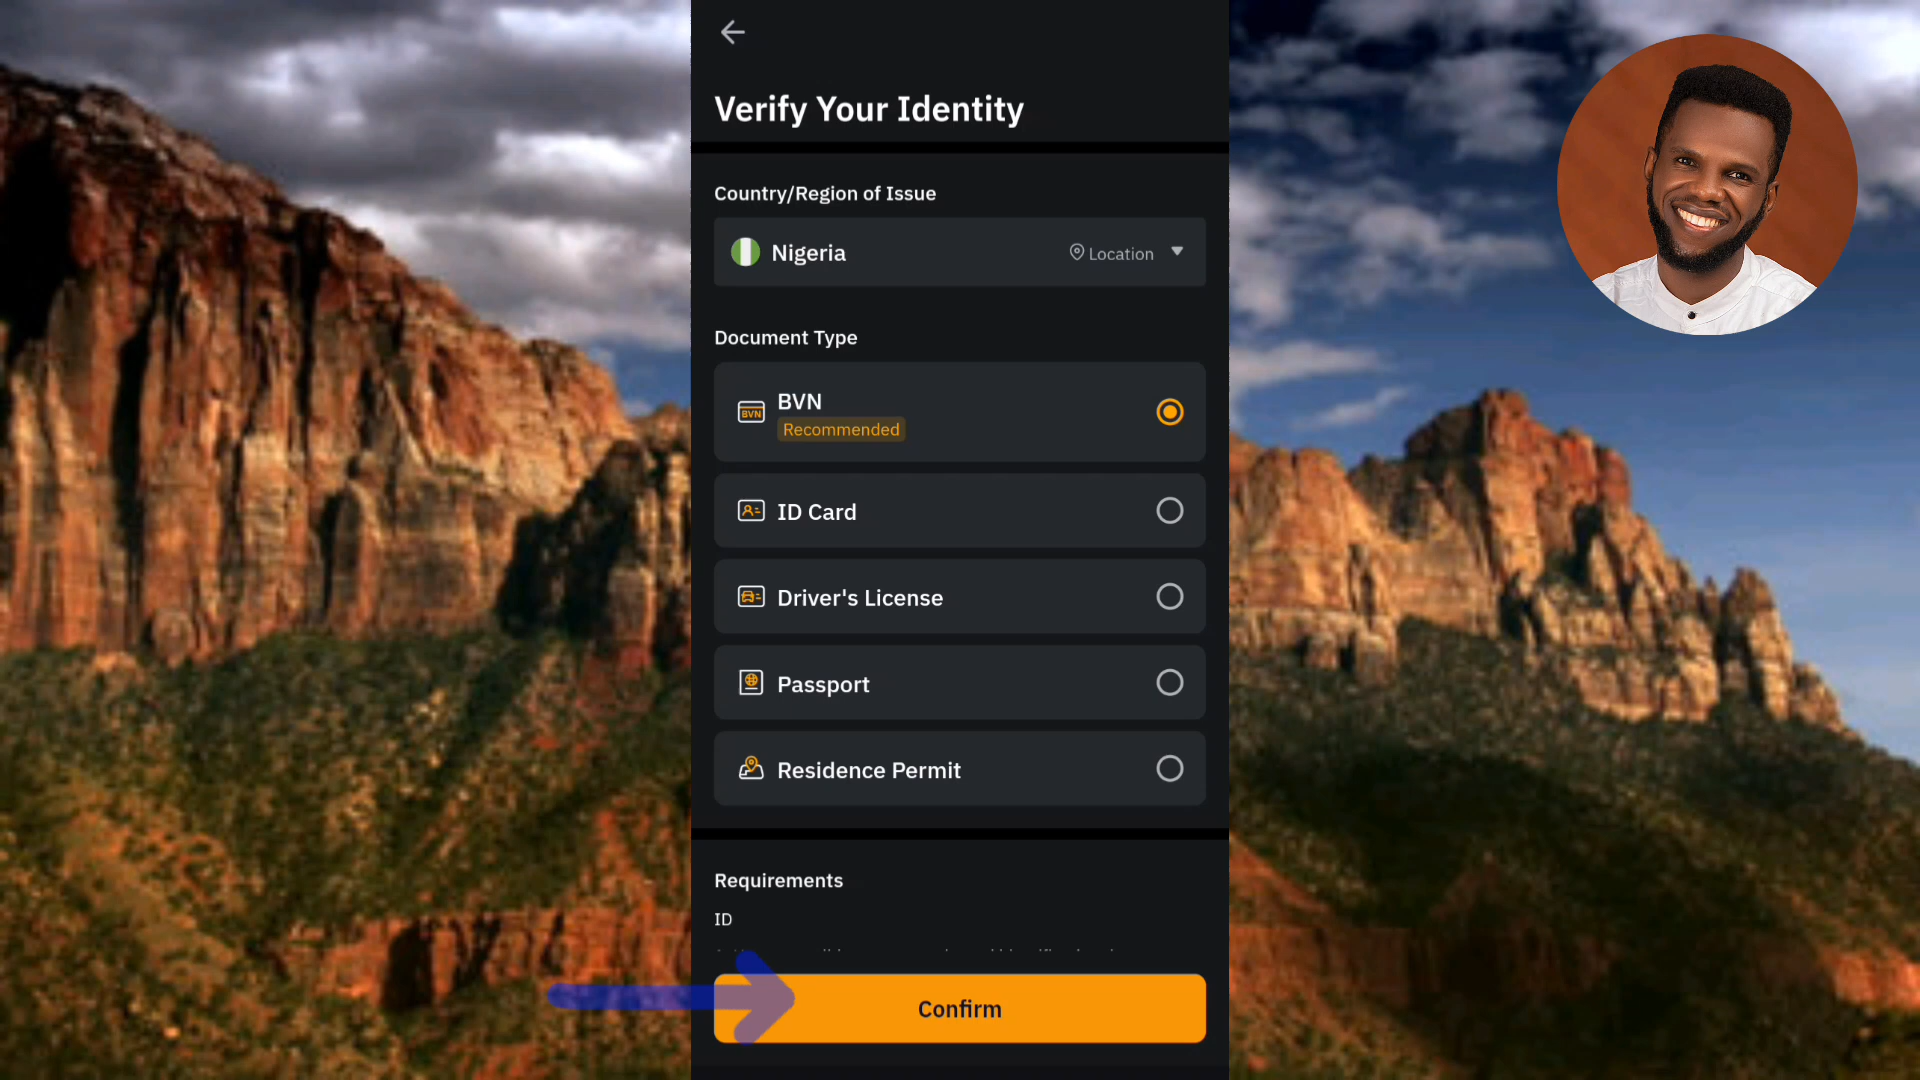 Verify Your Identity
Country/Region of Issue
Nigeria
Location
Document Type
BVN
BVN
Recommended
ID Card
Driver's License
Passport
Residence Permit
Requirements
ID
Confirm